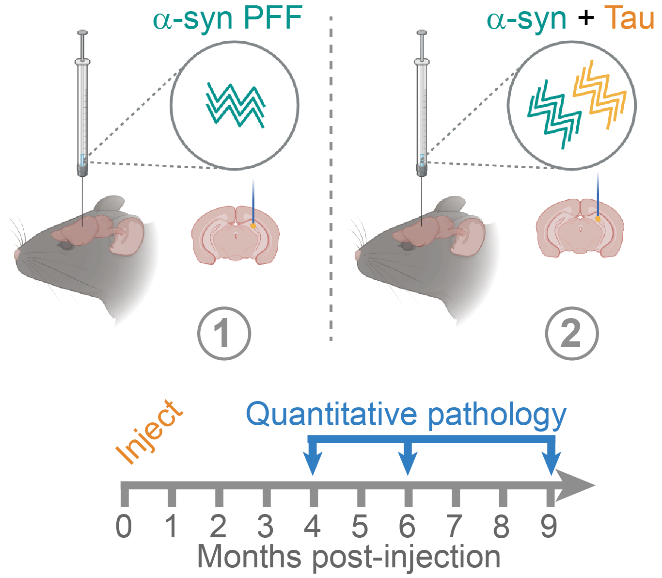 α-syn PFF
α-syn + Tau
1
2
Inject
Quantitative pathology
0 1 2 3 4 5 6 7 8 9
Months post-injection